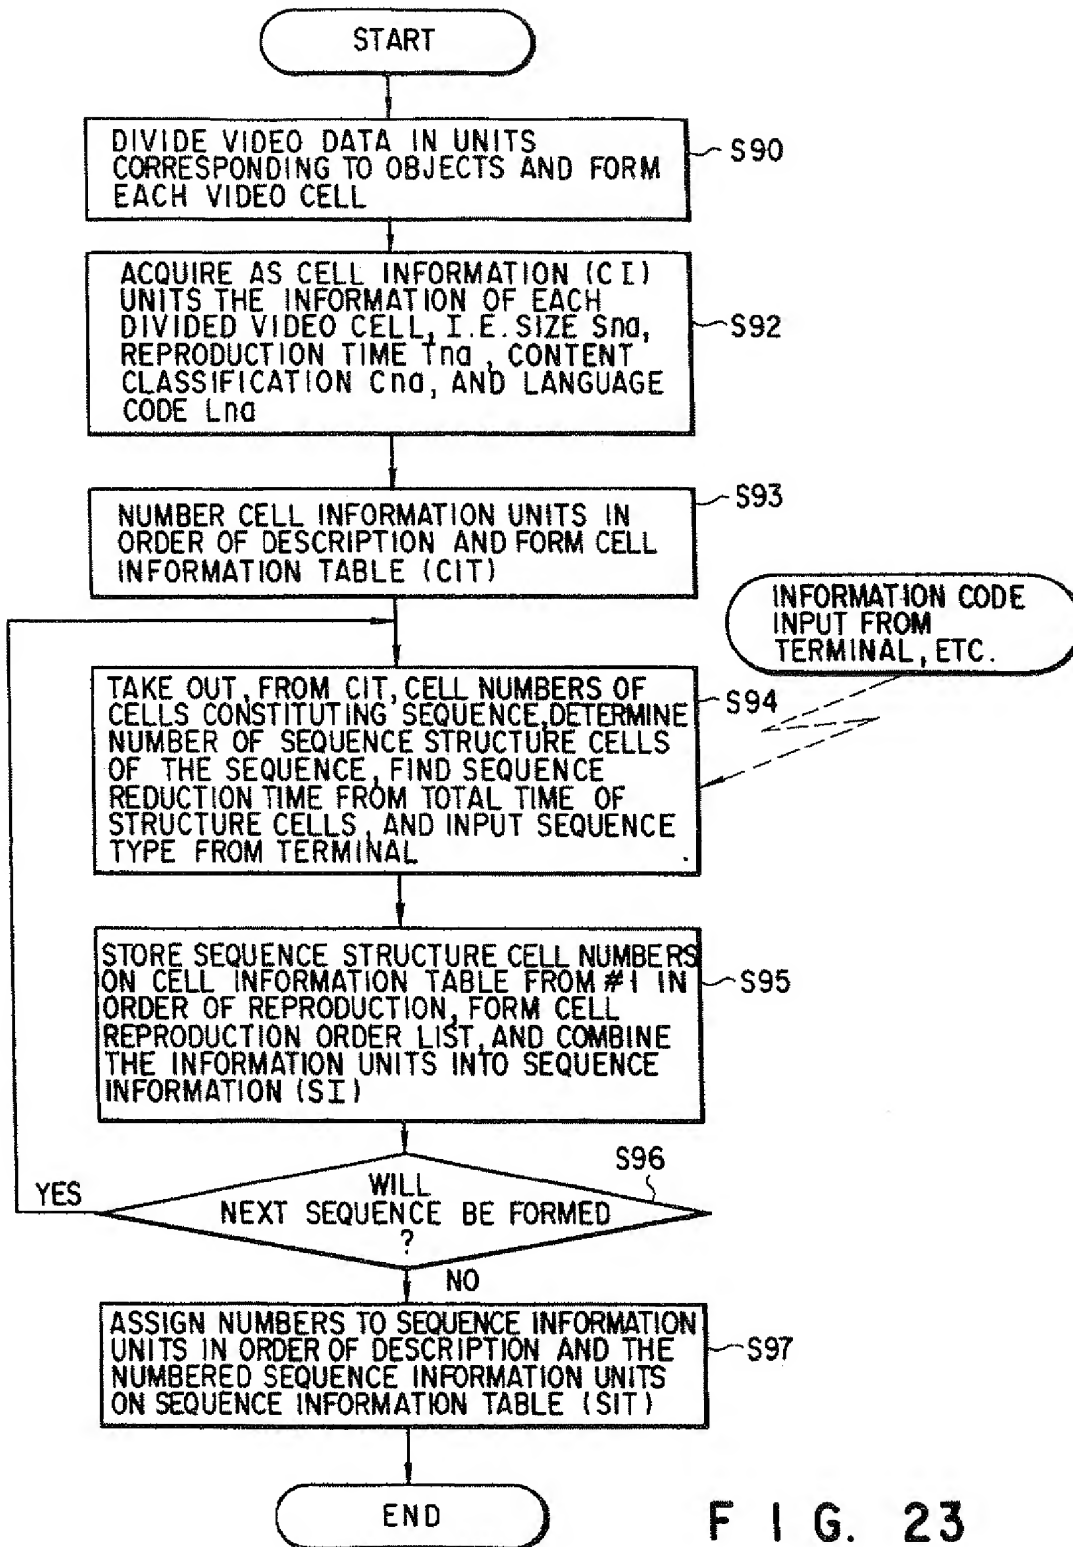 START
DIVIDE VIDEO DATA IN UNITS
CORRESPONDING TO OBJECTS AND FORM
EACH VIDEO CELL
S90
ACQUIRE AS CELL INFORMATION (CI)
UNITS THE INFORMATION OF EACH
DIVIDED VIDEO CELL, I.E. SIZE Sna,
REPRODUCTION TIME Tna, CONTENT
CLASSIFICATION Cna, AND LANGUAGE
CODE Lna
S92
NUMBER CELL INFORMATION UNITS IN
ORDER OF DESCRIPTION AND FORM CELL
INFORMATION TABLE (CIT)
S93
INFORMATION CODE
INPUT FROM
TERMINAL, ETC.
TAKE OUT, FROM CIT, CELL NUMBERS OF
CELLS CONSTITUTING SEQUENCE, DETERMINE
NUMBER OF SEQUENCE STRUCTURE CELLS
OF THE SEQUENCE, FIND SEQUENCE
REDUCTION TIME FROM TOTAL TIME OF
STRUCTURE CELLS, AND INPUT SEQUENCE
TYPE FROM TERMINAL
S94
STORE SEQUENCE STRUCTURE CELL NUMBERS
ON CELL INFORMATION TABLE FROM #1 IN
ORDER OF REPRODUCTION, FORM CELL
REPRODUCTION ORDER LIST, AND COMBINE
THE INFORMATION UNITS INTO SEQUENCE
INFORMATION (SI)
S95
S96
YES
WILL
NEXT SEQUENCE BE FORMED
?
NO
ASSIGN NUMBERS TO SEQUENCE INFORMATION
UNITS IN ORDER OF DESCRIPTION AND THE
NUMBERED SEQUENCE INFORMATION UNITS
ON SEQUENCE INFORMATION TABLE (SIT)
S97
END
FIG. 23